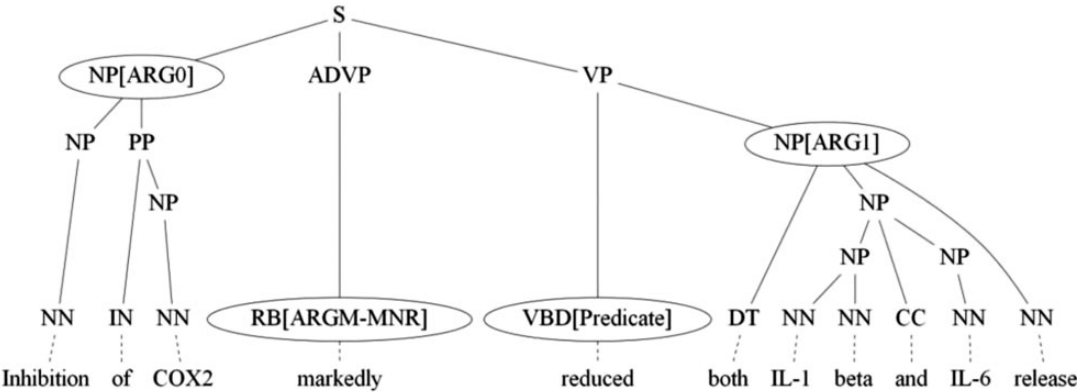 S
NP[ARG0] ADVP VP
NP PP NP[ARG1]
NP NP
NP NP
NN IN NN RB[ARGM-MNR] VBD[Predicate] DT NN NN CC NN NN
Inhibition of COX2 markedly reduced both IL-1 beta and IL-6 release